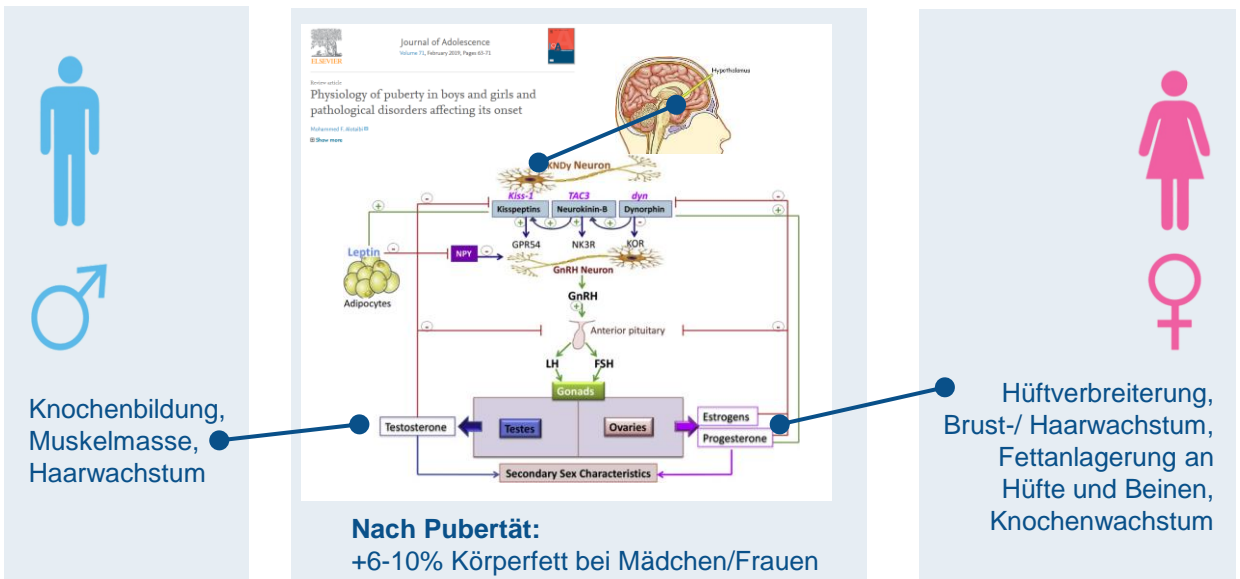 ELSEVIER
Journal of Adolescence
Volume 71, February 2019, Pages 63-71
Review article
Physiology of puberty in boys and girls and
pathological disorders affecting its onset
Show more
Hypothalamus
KNDy Neuron
Kiss-1 TAC3 dyn
Kisspeptins Neurokinin-B Dynorphin
GPR54 NK3R KOR
Leptin
NPY
Adipocytes
GnRH Neuron
GnRH
Anterior pituitary
LH FSH
Gonads
Testosterone
Testes
Ovaries
Estrogens
Progesterone
Secondary Sex Characteristics
Knochenbildung,
Muskelmasse,
Haarwachstum
Hüftverbreiterung,
Brust-/ Haarwachstum,
Fettanlagerung an
Hüfte und Beinen,
Knochenwachstum
Nach Pubertät:
+6-10% Körperfett bei Mädchen/Frauen